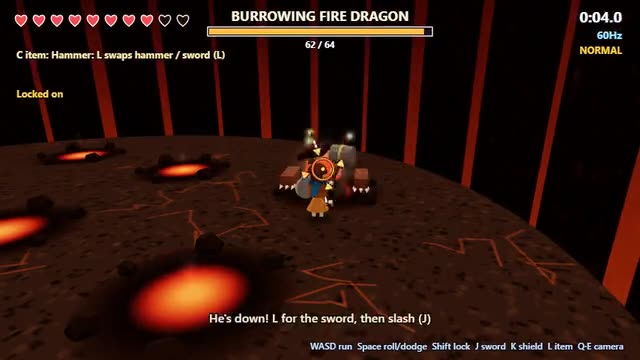 BURROWING FIRE DRAGON
62 / 64
0:04.0
60Hz
NORMAL
C item: Hammer: L swaps hammer / sword (L)
Locked on
He's down! L for the sword, then slash (J)
WASD run  Space roll/dodge  Shift lock  J sword  K shield  L item  Q·E camera